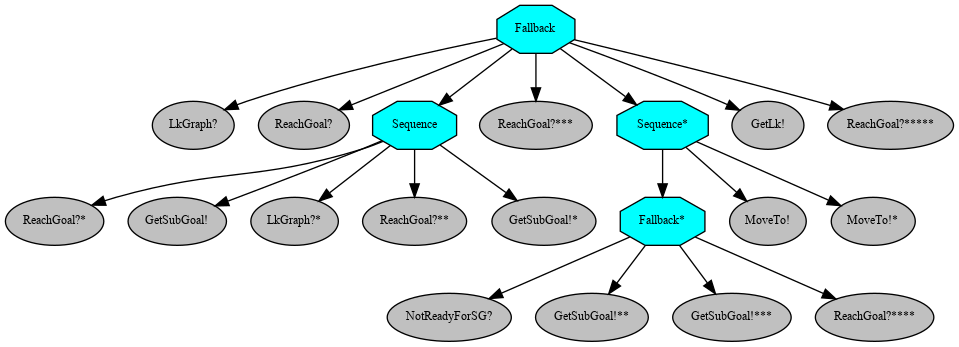 Fallback
LkGraph?
ReachGoal?
Sequence
ReachGoal?***
Sequence*
GetLk!
ReachGoal?*****
ReachGoal?*
GetSubGoal!
LkGraph?*
ReachGoal?**
GetSubGoal!*
Fallback*
MoveTo!
MoveTo!*
NotReadyForSG?
GetSubGoal!**
GetSubGoal!***
ReachGoal?****